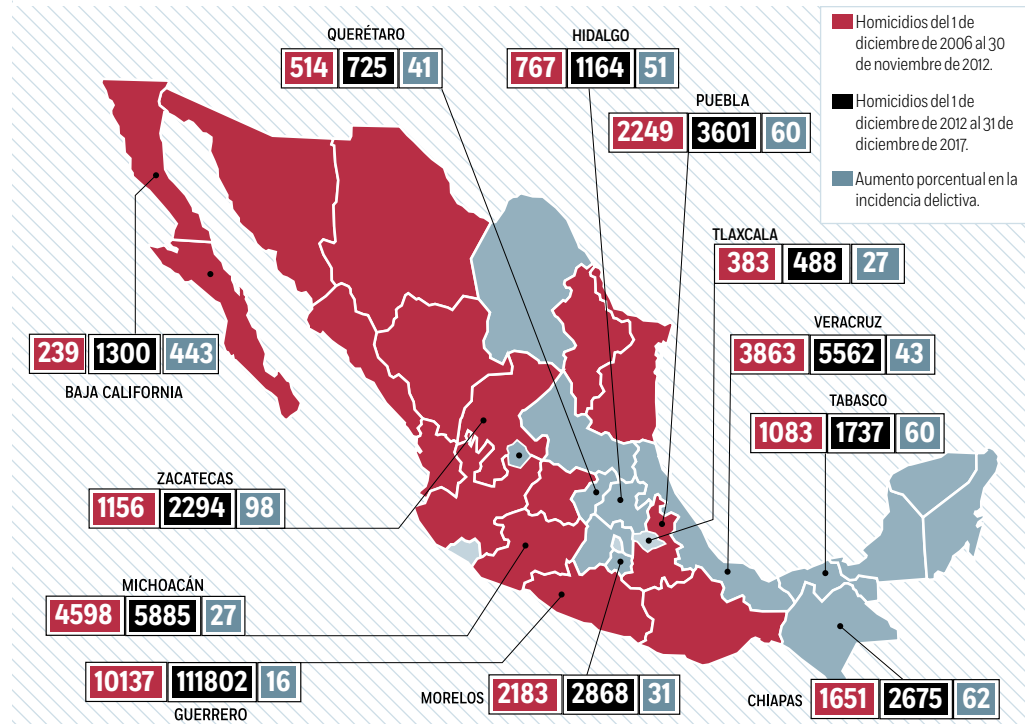 QUERÉTARO
514 725 41
HIDALGO
767 1164 51
PUEBLA
2249 3601 60
Homicidios del 1 de
diciembre de 2006 al 30
de noviembre de 2012.
Homicidios del 1 de
diciembre de 2012 al 31 de
diciembre de 2017.
Aumento porcentual en la
incidencia delictiva.
TLAXCALA
383 488 27
VERACRUZ
3863 5562 43
TABASCO
1083 1737 60
239 1300 443
BAJA CALIFORNIA
ZACATECAS
1156 2294 98
MICHOACÁN
4598 5885 27
10137 111802 16
GUERRERO
MORELOS 2183 2868 31
CHIAPAS 1651 2675 62